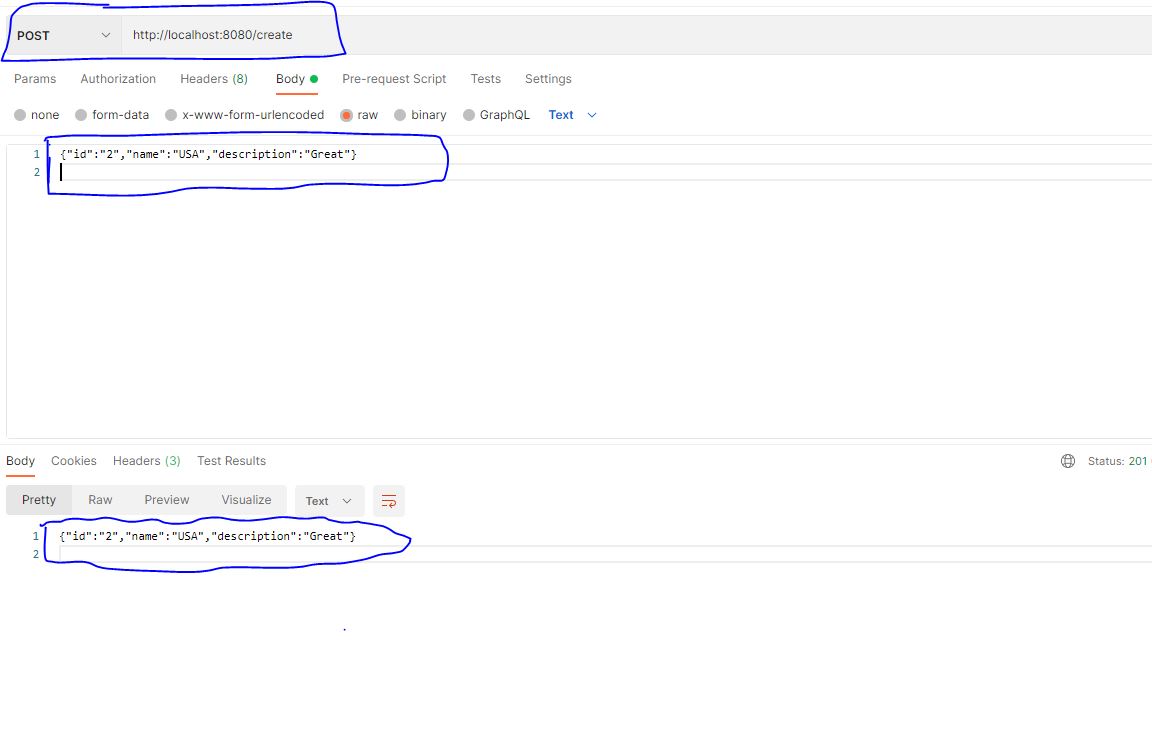 POST http://localhost:8080/create
Params Authorization Headers (8) Body Pre-request Script Tests Settings
none form-data x-www-form-urlencoded raw binary GraphQL Text
1 {"id":"2","name":"USA","description":"Great"}
2
Body Cookies Headers (3) Test Results Status: 201
Pretty Raw Preview Visualize Text
1 {"id":"2","name":"USA","description":"Great"}
2